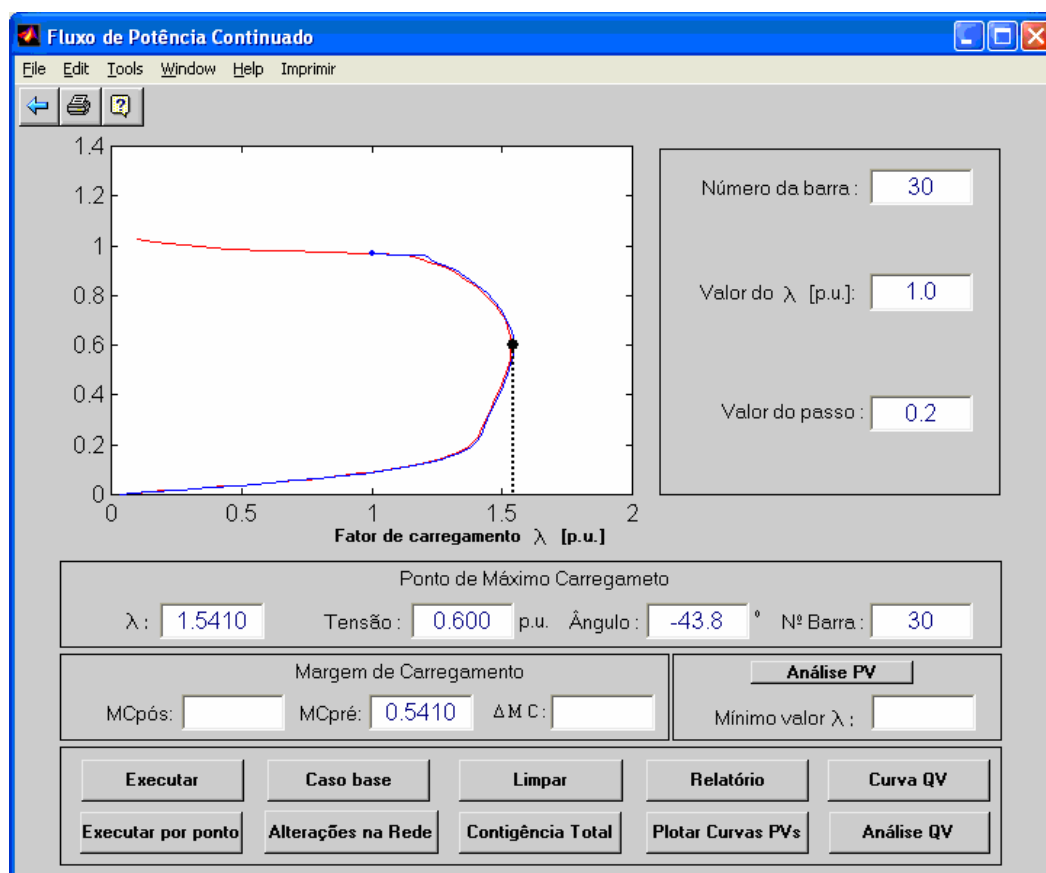 Fluxo de Potência Continuado
File Edit Tools Window Help Imprimir
1.4
1.2
1
0.8
0.6
0.4
0.2
0
0 0.5 1 1.5 2
Fator de carregamento λ [p.u.]
Número da barra : 30
Valor do λ [p.u.]: 1.0
Valor do passo : 0.2
Ponto de Máximo Carregameto
λ : 1.5410 Tensão : 0.600 p.u. Ângulo : -43.8 ° Nº Barra : 30
Margem de Carregamento
MCpós: MCpré: 0.5410 Δ M C :
Análise PV
Mínimo valor λ :
Executar Caso base Limpar Relatório Curva QV
Executar por ponto Alterações na Rede Contigência Total Plotar Curvas PVs Análise QV